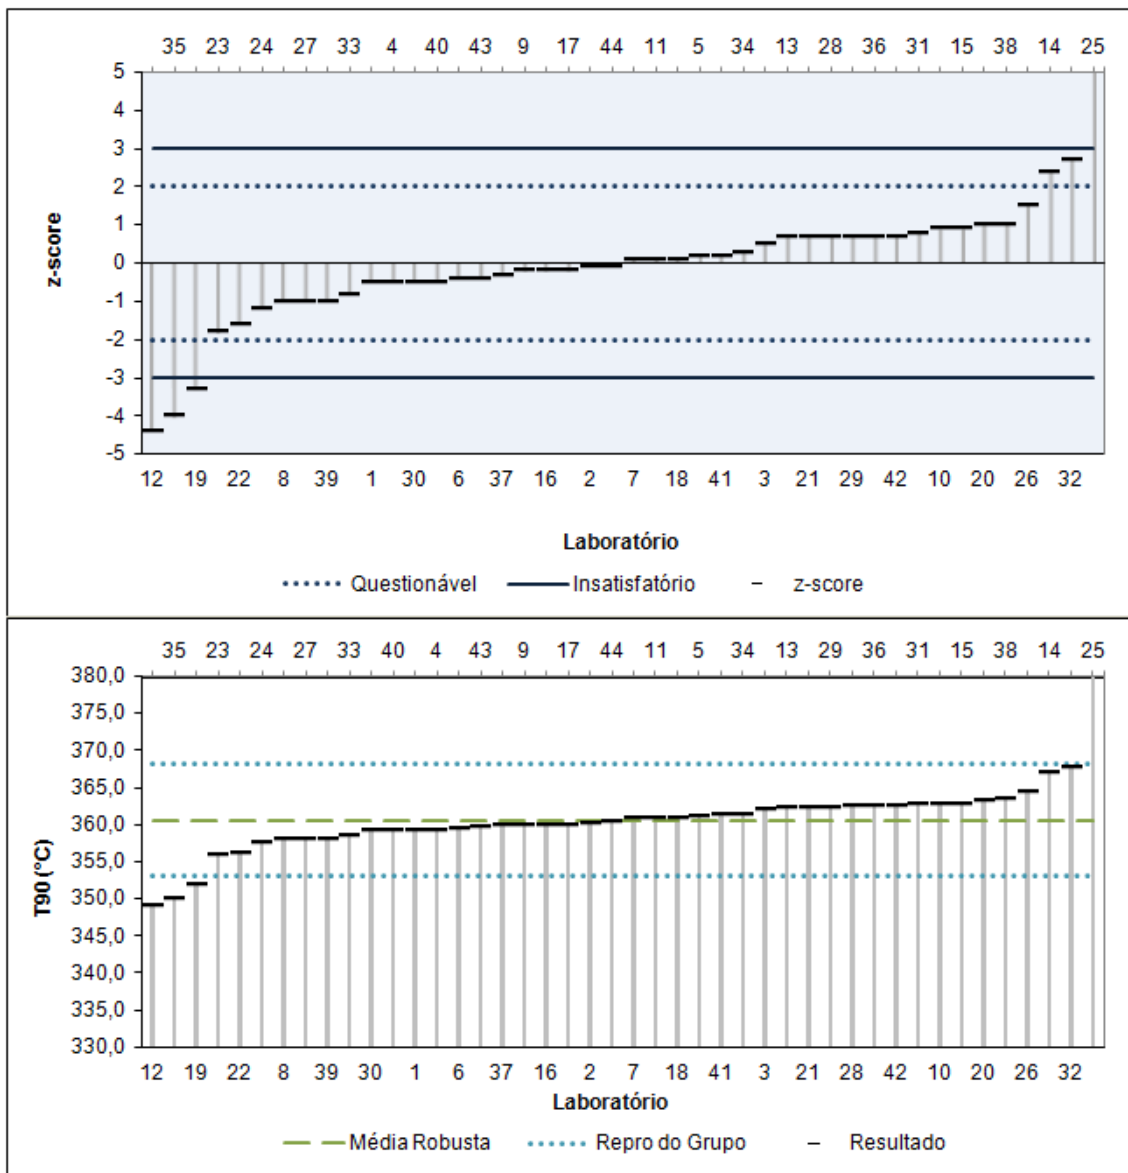 35 23 24 27 33 4 40 43 9 17 44 11 5 34 13 28 36 31 15 38 14 25
5
4
3
2
1
0
-1
-2
-3
-4
-5
z-score
12 19 22 8 39 1 30 6 37 16 2 7 18 41 3 21 29 42 10 20 26 32
Laboratório
Questionável Insatisfatório z-score
35 23 24 27 33 40 4 43 9 17 44 11 5 34 13 29 36 31 15 38 14 25
380,0
375,0
370,0
365,0
360,0
355,0
350,0
345,0
340,0
335,0
330,0
T90 (°C)
12 19 22 8 39 30 1 6 37 16 2 7 18 41 3 21 28 42 10 20 26 32
Laboratório
Média Robusta Repro do Grupo Resultado